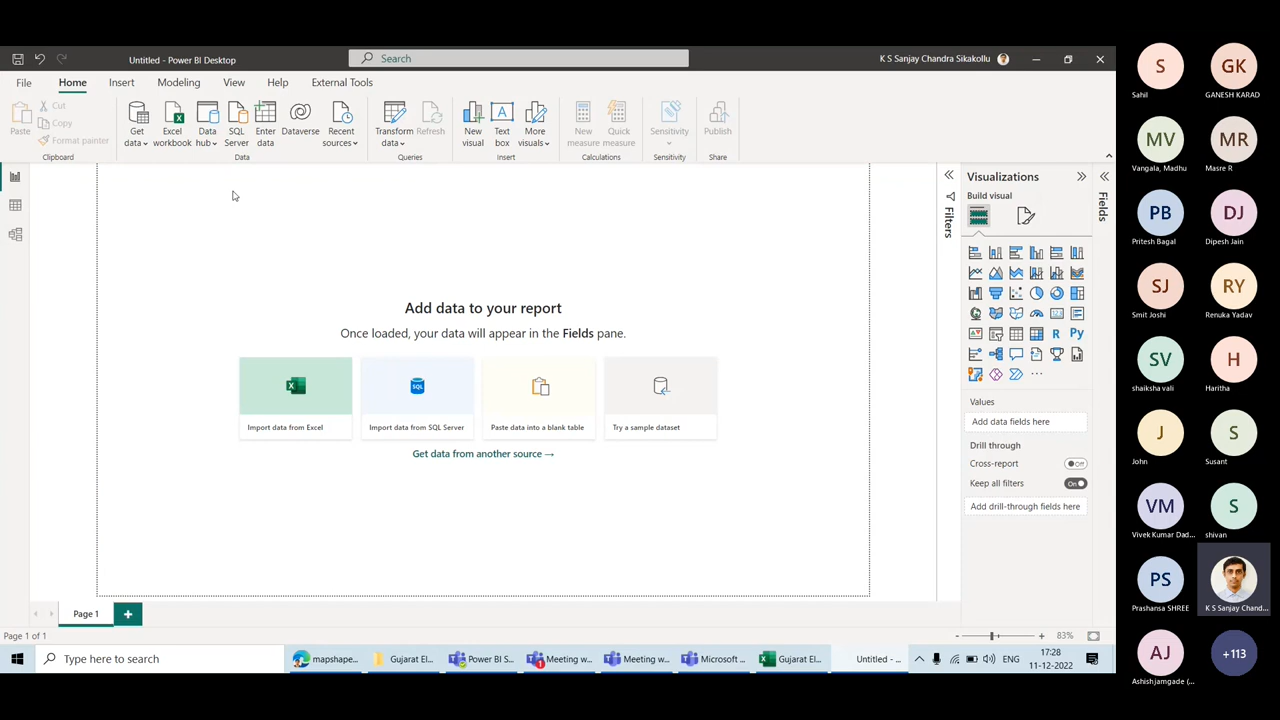 Untitled - Power BI Desktop
Search
K S Sanjay Chandra Sikakollu
File
Home
Insert
Modeling
View
Help
External Tools
Paste
Cut
Copy
Format painter
Clipboard
Get data
Excel workbook
Data hub
SQL Server
Enter data
Dataverse
Recent sources
Data
Transform data
Refresh
Queries
New visual
Text box
More visuals
Insert
New measure
Quick measure
Calculations
Sensitivity
Sensitivity
Publish
Share
Add data to your report
Once loaded, your data will appear in the Fields pane.
SQL
Import data from Excel
Import data from SQL Server
Paste data into a blank table
Try a sample dataset
Get data from another source →
Filters
Visualizations
Build visual
R
Py
Values
Add data fields here
Drill through
Cross-report
Off
Keep all filters
On
Add drill-through fields here
Fields
Page 1
Page 1 of 1
83%
Type here to search
mapshape...
Gujarat El...
Power BI S...
Meeting w...
Meeting w...
Microsoft ...
Gujarat El...
Untitled - ...
ENG
17:28
11-12-2022
S
Sahil
GK
GANESH KARAD
MV
Vangala, Madhu
MR
Masre R
PB
Pritesh Bagal
DJ
Dipesh Jain
SJ
Smit Joshi
RY
Renuka Yadav
SV
shaiksha vali
H
Haritha
J
John
S
Susant
VM
Vivek Kumar Dad...
S
shivan
PS
Prashansa SHREE
K S Sanjay Chand...
AJ
Ashish jamgade (...
+113